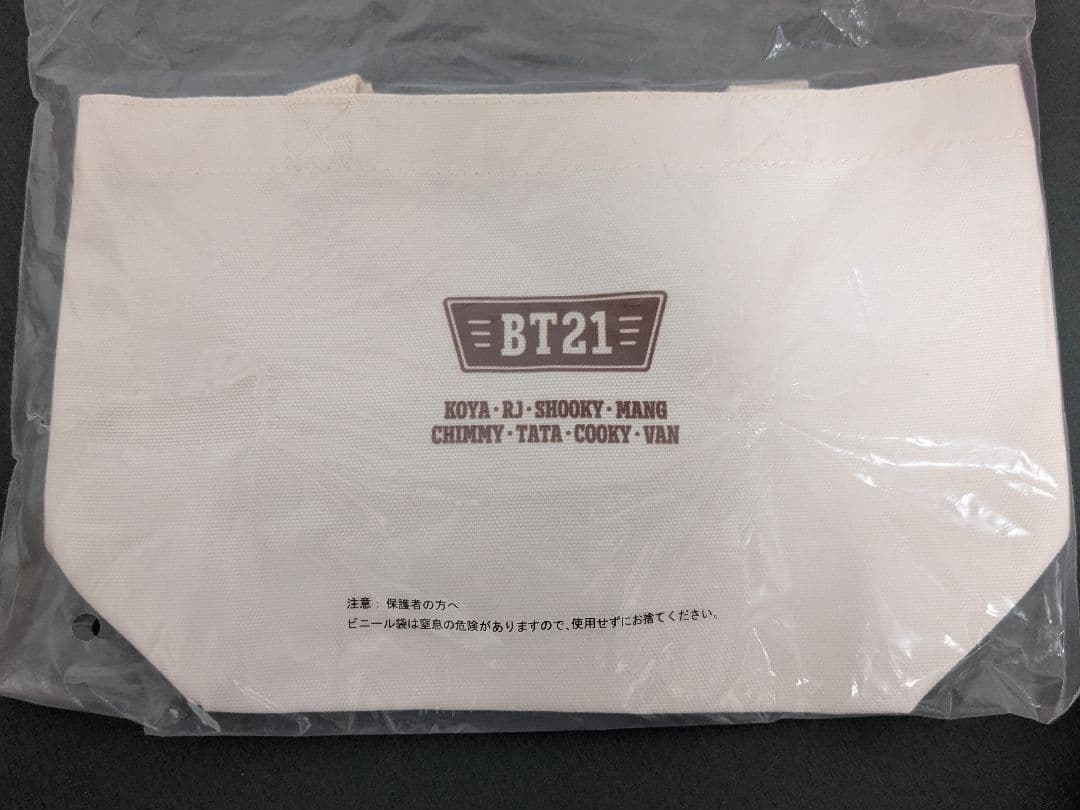 BT21
KOYA・RJ・SHOOKY・MANG
CHIMMY・TATA・COOKY・VAN
注意：保護者の方へ
ビニール袋は窒息の危険がありますので、使用せずにお捨てください。